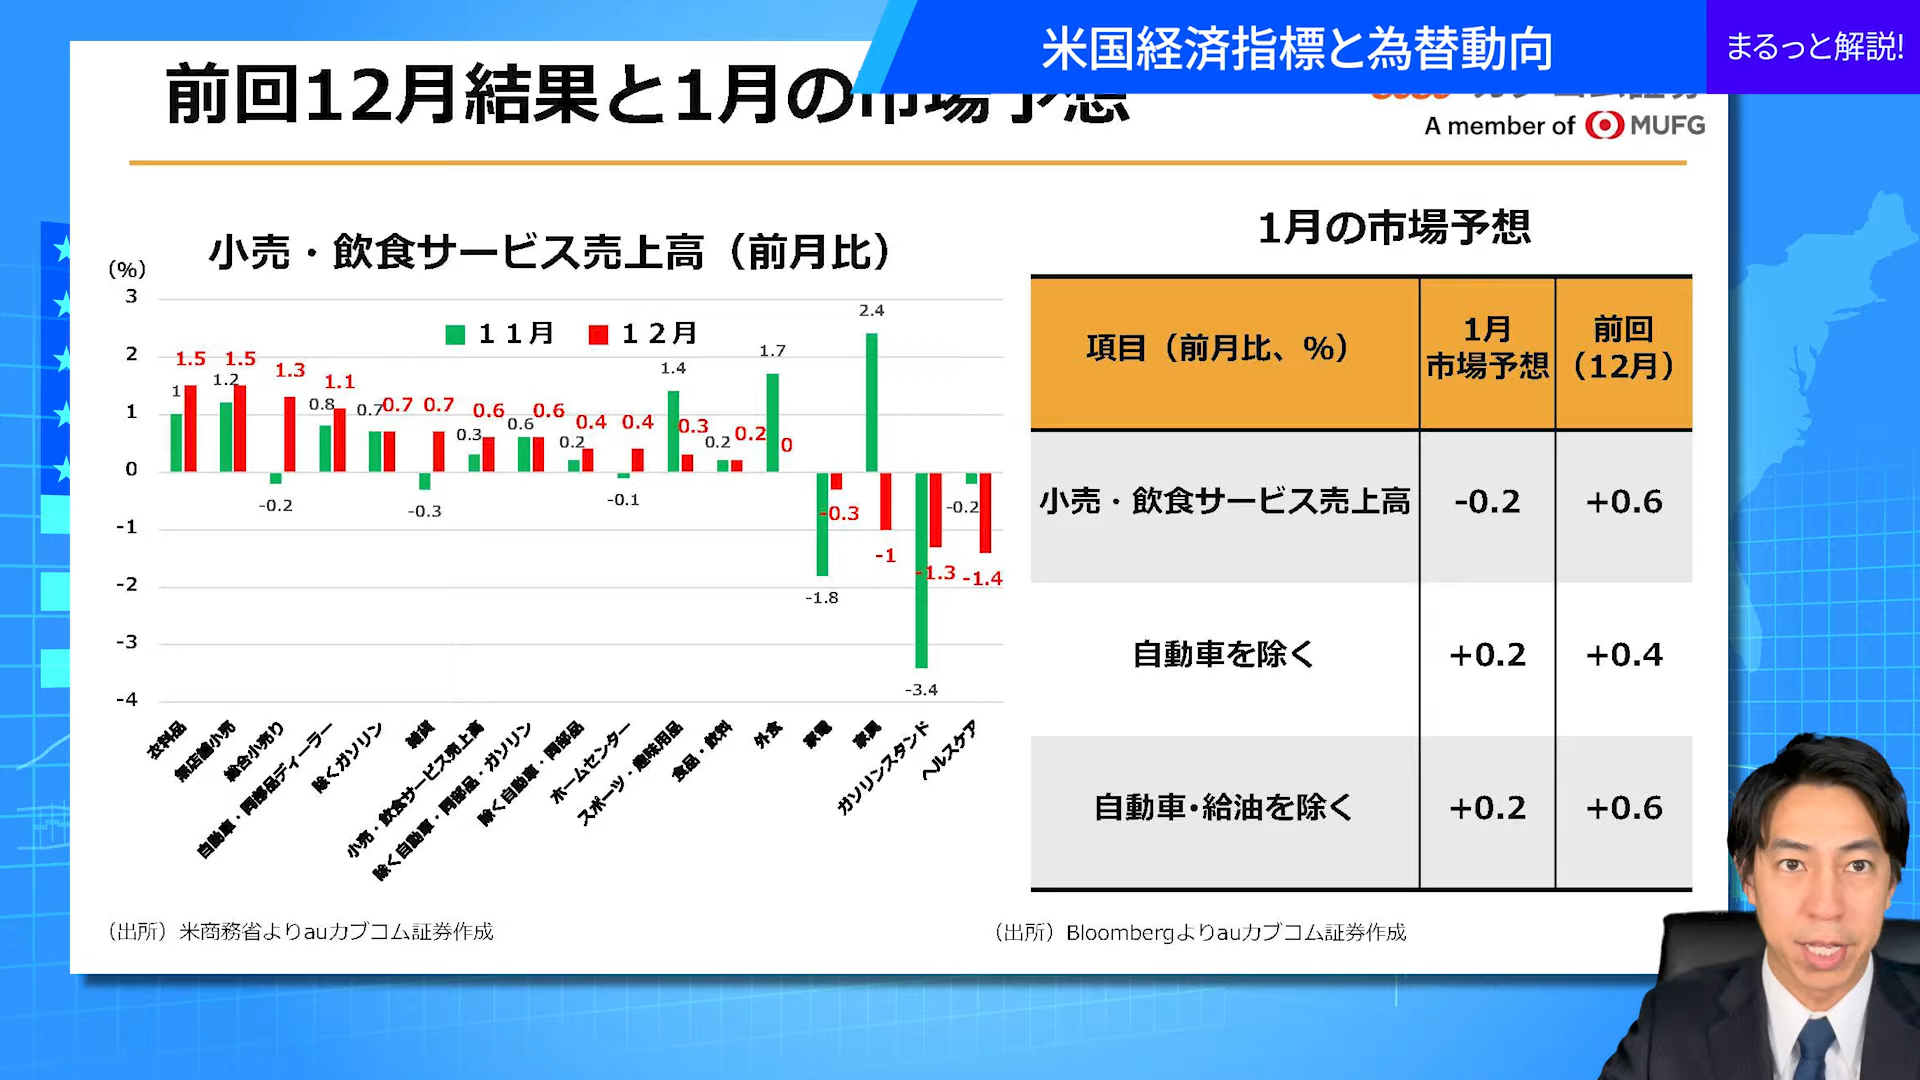 米国経済指標と為替動向
まるっと解説!
前回12月結果と1月の市場予想
A member of MUFG
小売・飲食サービス売上高（前月比）
(%)
１１月 １２月
3
2
1
0
-1
-2
-3
-4
1 1.5 1.2 1.5 -0.2 1.3 0.8 1.1 0.7 0.7 -0.3 0.7 0.3 0.6 0.6 0.6 0.2 0.4 -0.1 0.4 1.4 0.3 0.2 0.2 1.7 0 -1.8 -0.3 2.4 -1 -3.4 -1.3 -0.2 -1.4
衣料品
無店舗小売
総合小売り
自動車・同部品ディーラー
除くガソリン
雑貨
小売・飲食サービス売上高
除く自動車・同部品・ガソリン
除く自動車・同部品
ホームセンター
スポーツ・趣味用品
食品・飲料
外食
家電
家具
ガソリンスタンド
ヘルスケア
（出所）米商務省よりauカブコム証券作成
1月の市場予想
項目（前月比、%） 1月市場予想 前回（12月）
小売・飲食サービス売上高 -0.2 +0.6
自動車を除く +0.2 +0.4
自動車・給油を除く +0.2 +0.6
（出所）Bloombergよりauカブコム証券作成